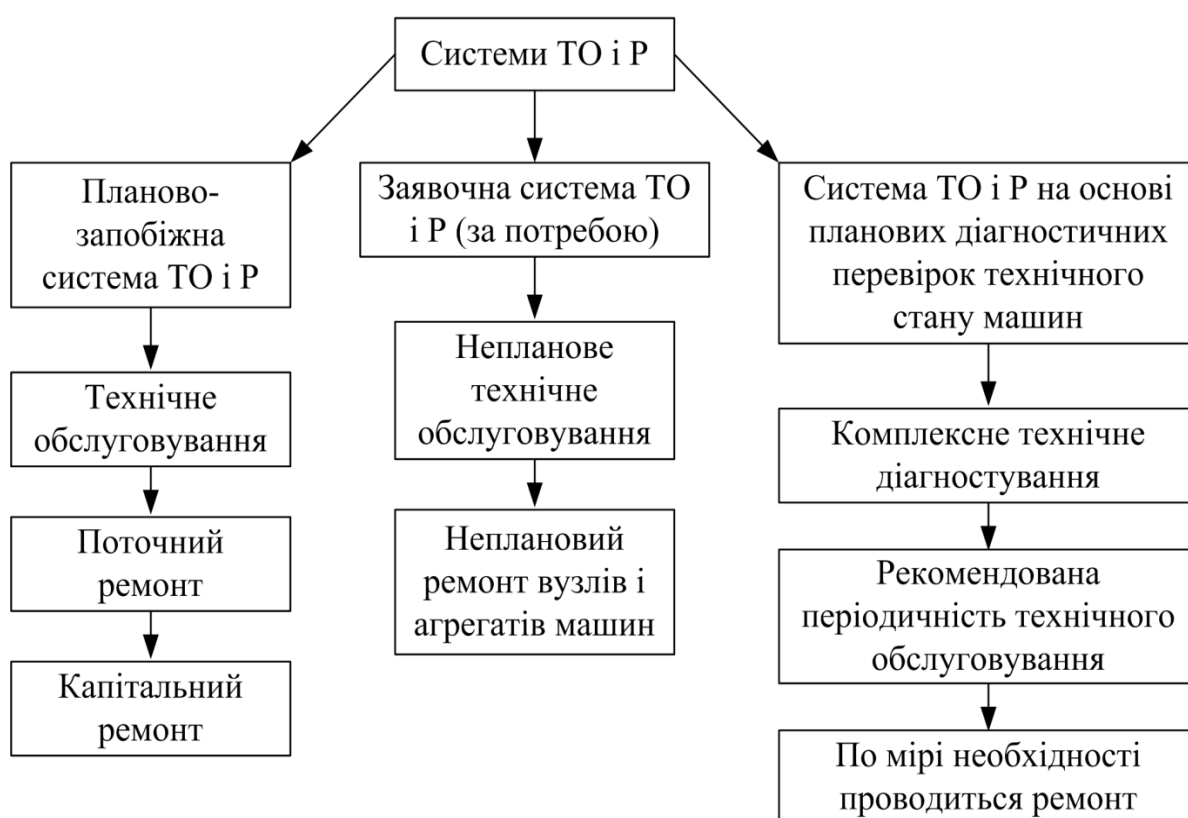 Системи ТО і Р
Планово-
запобіжна
система ТО і Р
Технічне
обслуговування
Поточний
ремонт
Капітальний
ремонт
Заявочна система ТО
і Р (за потребою)
Непланове
технічне
обслуговування
Неплановий
ремонт вузлів і
агрегатів машин
Система ТО і Р на основі
планових діагностичних
перевірок технічного
стану машин
Комплексне технічне
діагностування
Рекомендована
періодичність технічного
обслуговування
По мірі необхідності
проводиться ремонт